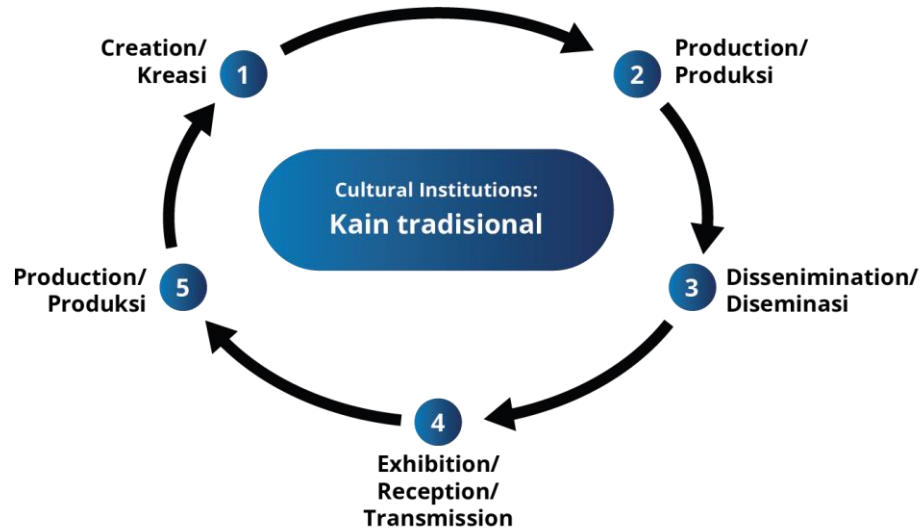 Creation/
Kreasi
1
2
Production/
Produksi
Cultural Institutions:
Kain tradisional
Production/
Produksi
5
3
Dissenimination/
Diseminasi
4
Exhibition/
Reception/
Transmission